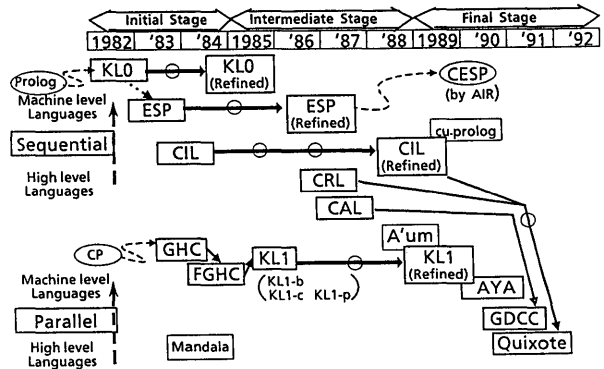 Initial Stage Intermediate Stage Final Stage
1982 '83 '84 1985 '86 '87 '88 1989 '90 '91 '92
Prolog
KL0
KL0
(Refined)
CESP
(by AIR)
Machine level
Languages
ESP
ESP
(Refined)
Sequential
CIL
CIL
(Refined)
cu-prolog
High level
Languages
CRL
CAL
CP
GHC
FGHC
KL1
(KL1-b
KL1-c KL1-p)
A'um
KL1
(Refined)
AYA
Machine level
Languages
GDCC
Parallel
Quixote
High level
Languages
Mandala